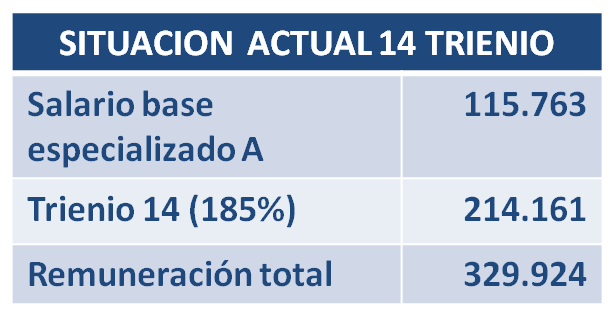 SITUACION ACTUAL 14 TRIENIO
Salario base 115.763
especializado A
Trienio 14 (185%) 214.161
Remuneración total 329.924